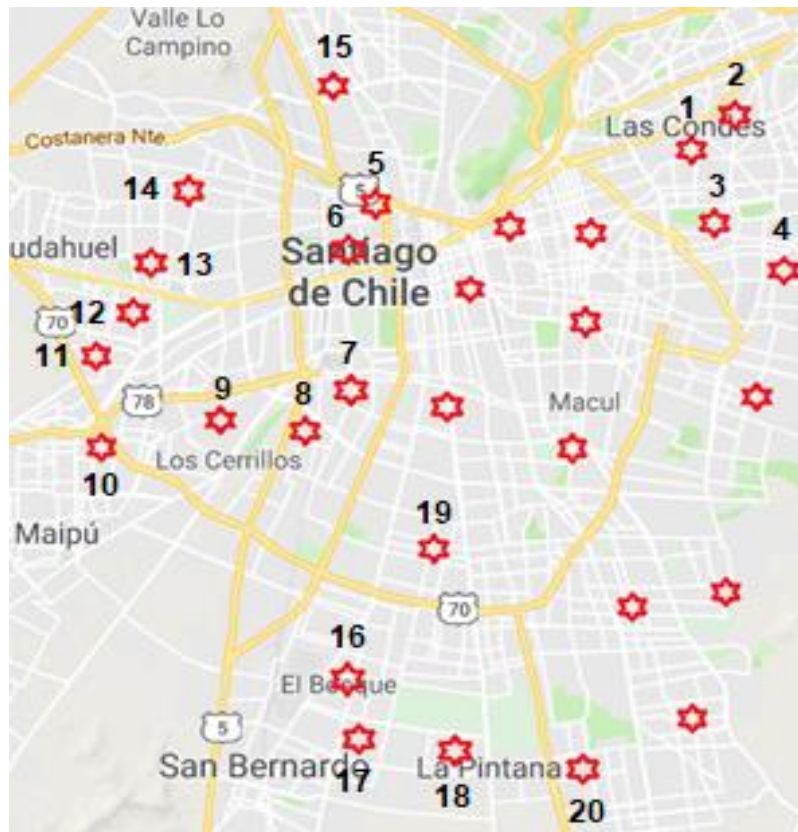 Valle Lo
Campino
15
2
1
Las Condes
Costanera Nte.
5
5
14
3
6
udahuel
13
Santiago
de Chile
4
12
70
11
7
78
9
8
Macul
Los Cerrillos
10
19
Maipú
70
16
El Bosque
5
San Bernardo
17
La Pintana
18
20